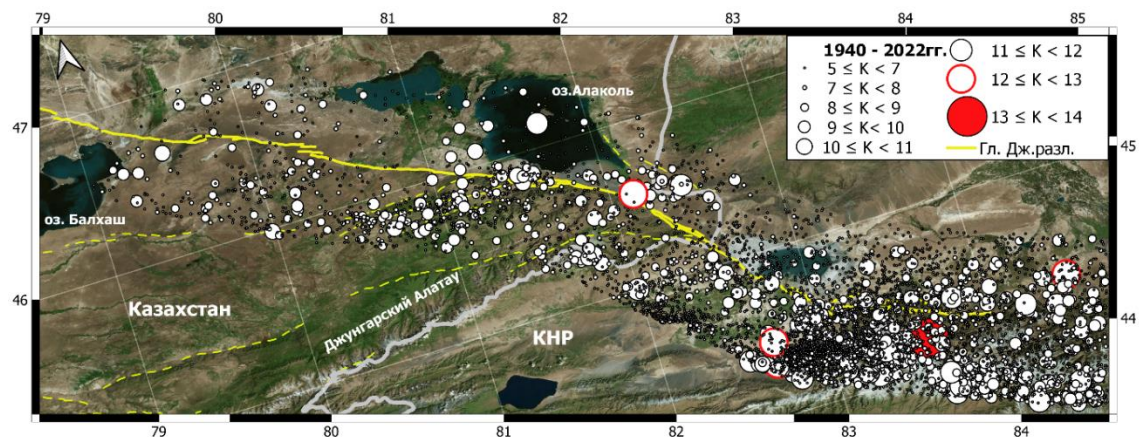 79 80 81 82 83 84 85
1940 - 2022гг.
5 ≤ K < 7
7 ≤ K < 8
8 ≤ K < 9
9 ≤ K < 10
10 ≤ K < 11
11 ≤ K < 12
12 ≤ K < 13
13 ≤ K < 14
Гл. Дж.разл.
оз.Алаколь
47
45
оз. Балхаш
46
44
Казахстан
Джунгарский Алатау
КНР
79 80 81 82 83 84